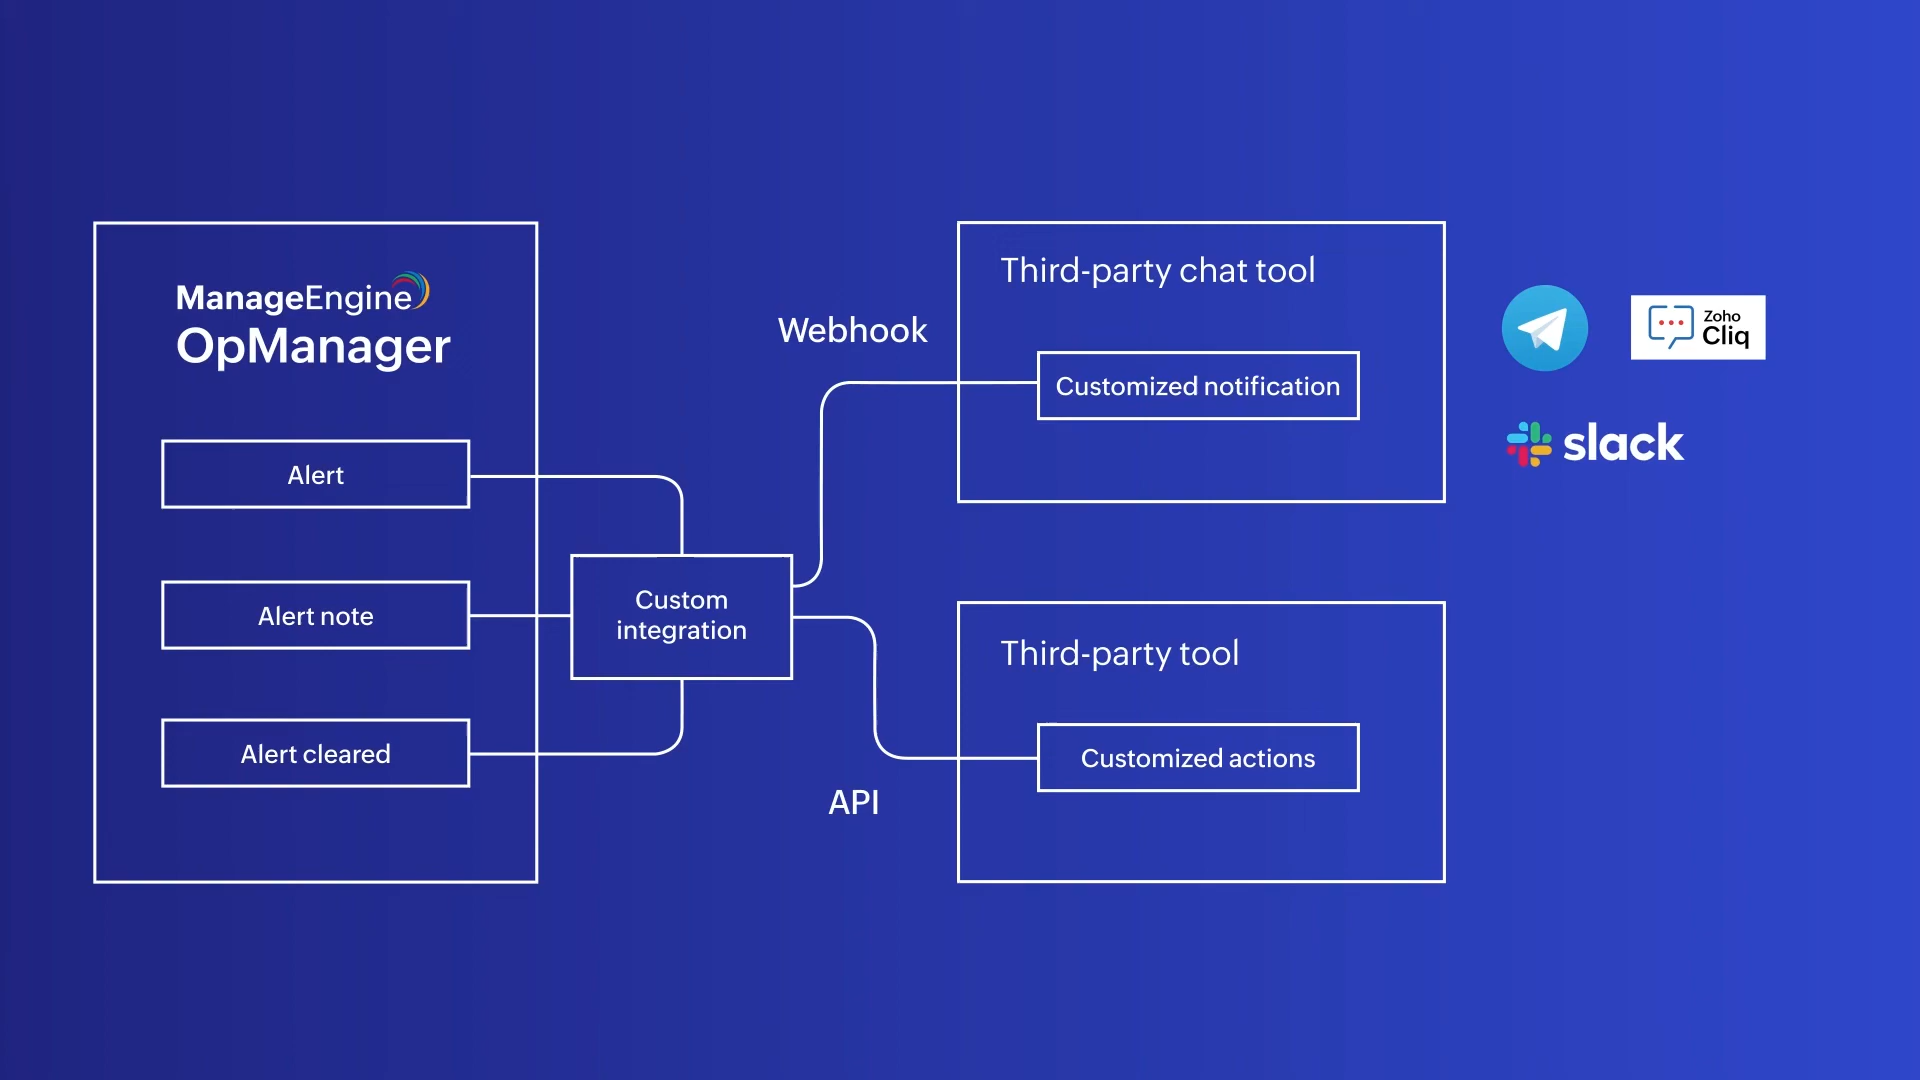 ManageEngine
OpManager
Alert
Alert note
Alert cleared
Custom
integration
Webhook
API
Third-party chat tool
Customized notification
Third-party tool
Customized actions
Zoho
Cliq
slack